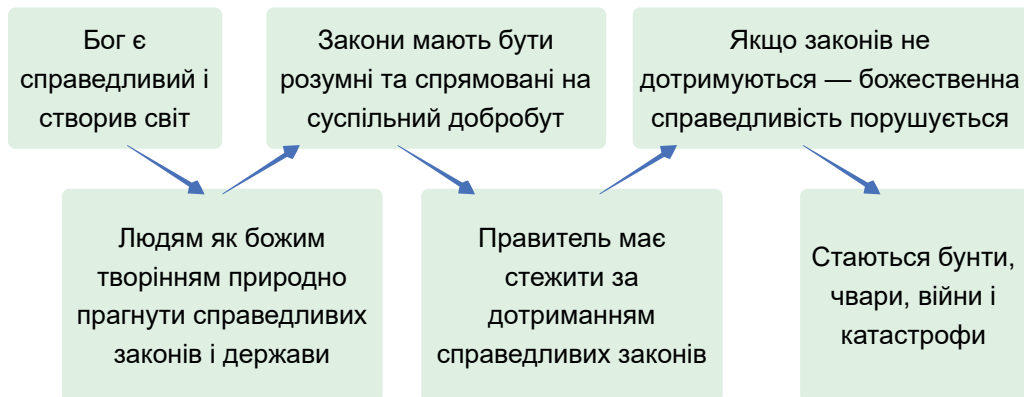 Бог є
справедливий і
створив світ
Людям як божим
творінням природно
прагнути справедливих
законів і держави
Закони мають бути
розумні та спрямовані на
суспільний добробут
Правитель має
стежити за
дотриманням
справедливих законів
Якщо законів не
дотримуються — божественна
справедливість порушується
Стаються бунти,
чвари, війни і
катастрофи